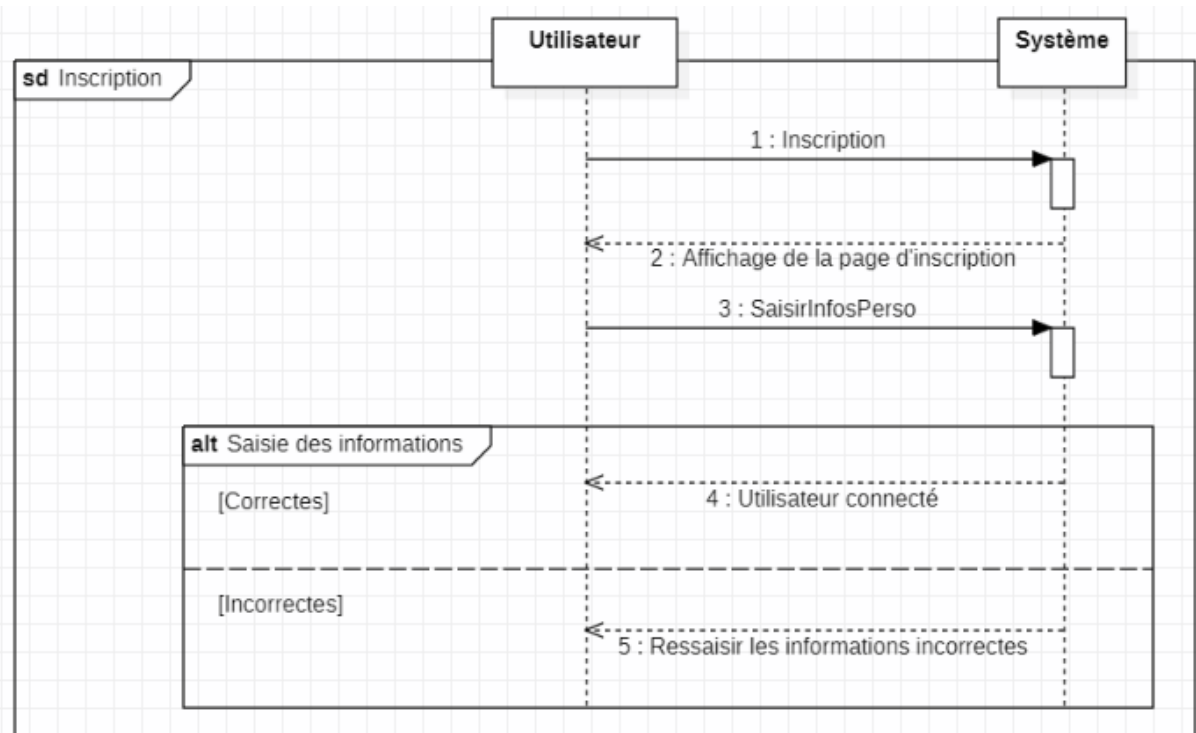 Utilisateur
Système
sd Inscription
1 : Inscription
2 : Affichage de la page d'inscription
3 : SaisirInfosPerso
alt Saisie des informations
[Correctes]
4 : Utilisateur connecté
[Incorrectes]
5 : Ressaisir les informations incorrectes